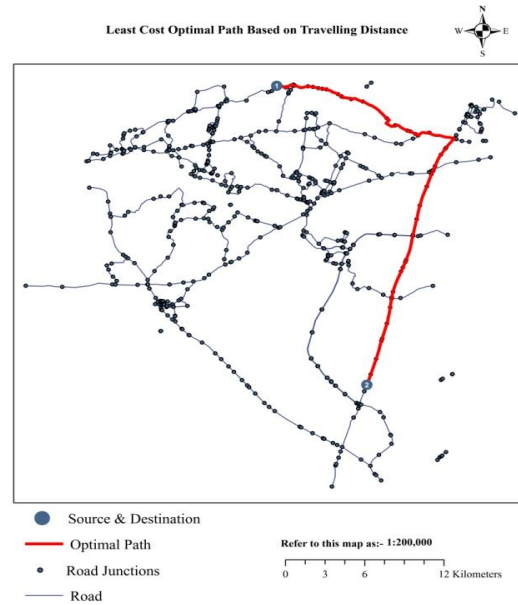 Least Cost Optimal Path Based on Travelling Distance
N
W E
S
1
2
Source & Destination
Optimal Path
Road Junctions
Road
Refer to this map as:- 1:200,000
0 3 6 12 Kilometers